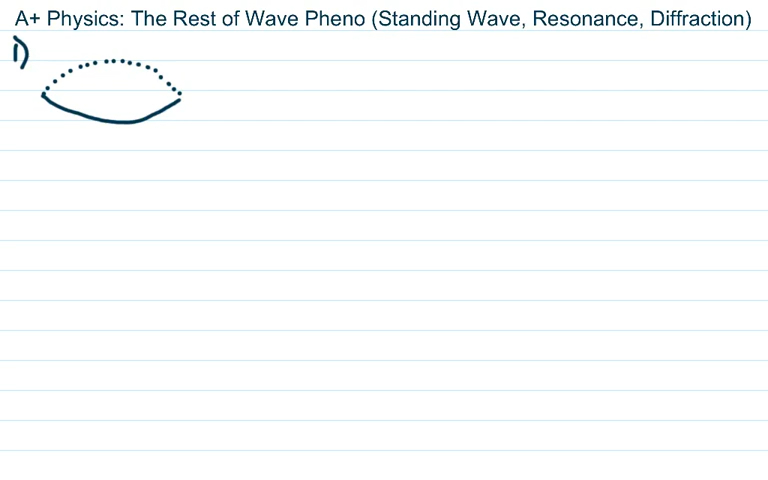 A+ Physics: The Rest of Wave Pheno (Standing Wave, Resonance, Diffraction)
1)